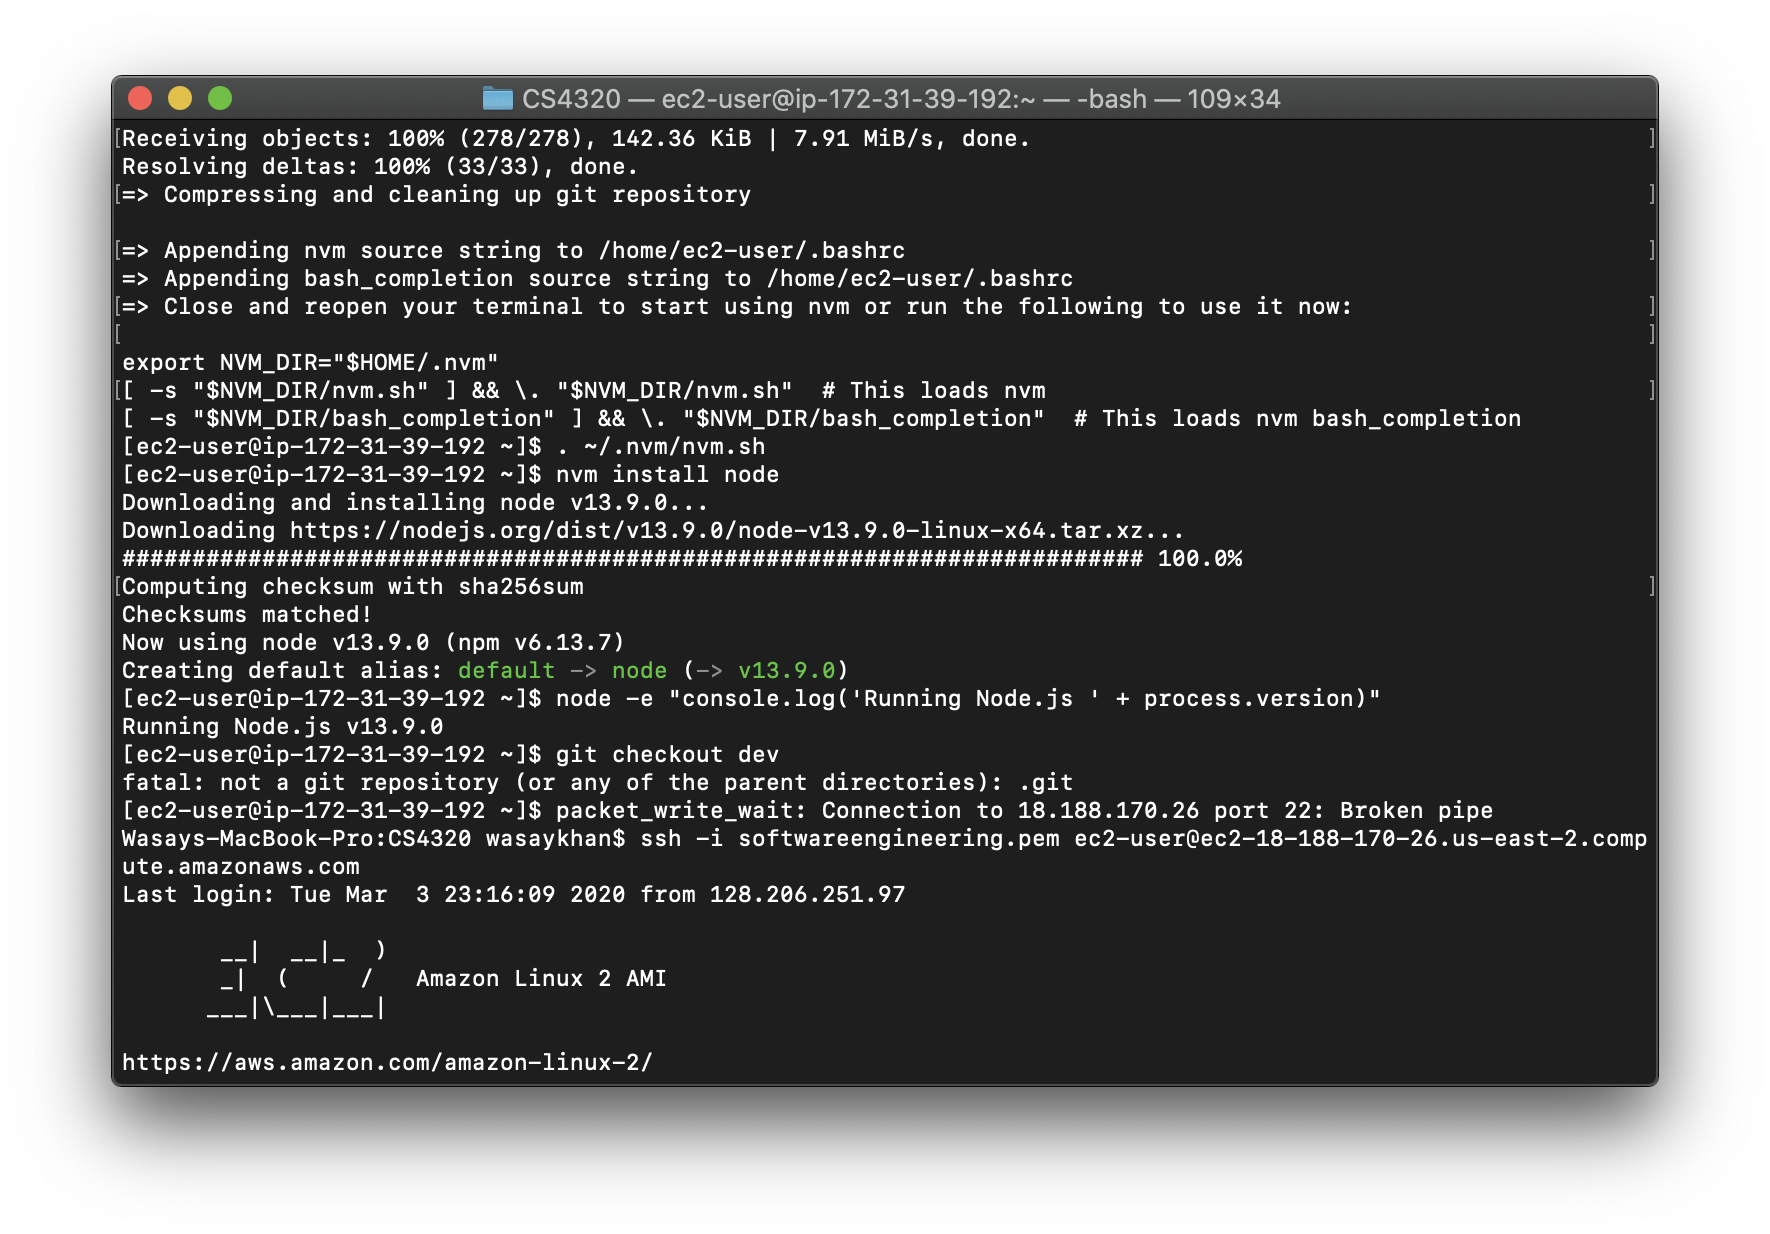 CS4320 — ec2-user@ip-172-31-39-192:~ — -bash — 109×34
[Receiving objects: 100% (278/278), 142.36 KiB | 7.91 MiB/s, done. ]
Resolving deltas: 100% (33/33), done.
[=> Compressing and cleaning up git repository ]
[=> Appending nvm source string to /home/ec2-user/.bashrc ]
=> Appending bash_completion source string to /home/ec2-user/.bashrc
[=> Close and reopen your terminal to start using nvm or run the following to use it now: ]
[ ]
export NVM_DIR="$HOME/.nvm"
[[ -s "$NVM_DIR/nvm.sh" ] && \. "$NVM_DIR/nvm.sh"  # This loads nvm ]
[ -s "$NVM_DIR/bash_completion" ] && \. "$NVM_DIR/bash_completion"  # This loads nvm bash_completion
[ec2-user@ip-172-31-39-192 ~]$ . ~/.nvm/nvm.sh
[ec2-user@ip-172-31-39-192 ~]$ nvm install node
Downloading and installing node v13.9.0...
Downloading https://nodejs.org/dist/v13.9.0/node-v13.9.0-linux-x64.tar.xz...
######################################################################### 100.0%
[Computing checksum with sha256sum ]
Checksums matched!
Now using node v13.9.0 (npm v6.13.7)
Creating default alias: default -> node (-> v13.9.0)
[ec2-user@ip-172-31-39-192 ~]$ node -e "console.log('Running Node.js ' + process.version)"
Running Node.js v13.9.0
[ec2-user@ip-172-31-39-192 ~]$ git checkout dev
fatal: not a git repository (or any of the parent directories): .git
[ec2-user@ip-172-31-39-192 ~]$ packet_write_wait: Connection to 18.188.170.26 port 22: Broken pipe
Wasays-MacBook-Pro:CS4320 wasaykhan$ ssh -i softwareengineering.pem ec2-user@ec2-18-188-170-26.us-east-2.comp
ute.amazonaws.com
Last login: Tue Mar  3 23:16:09 2020 from 128.206.251.97
       __|  __|_  )
       _|  (     /   Amazon Linux 2 AMI
      ___|\___|___|
https://aws.amazon.com/amazon-linux-2/